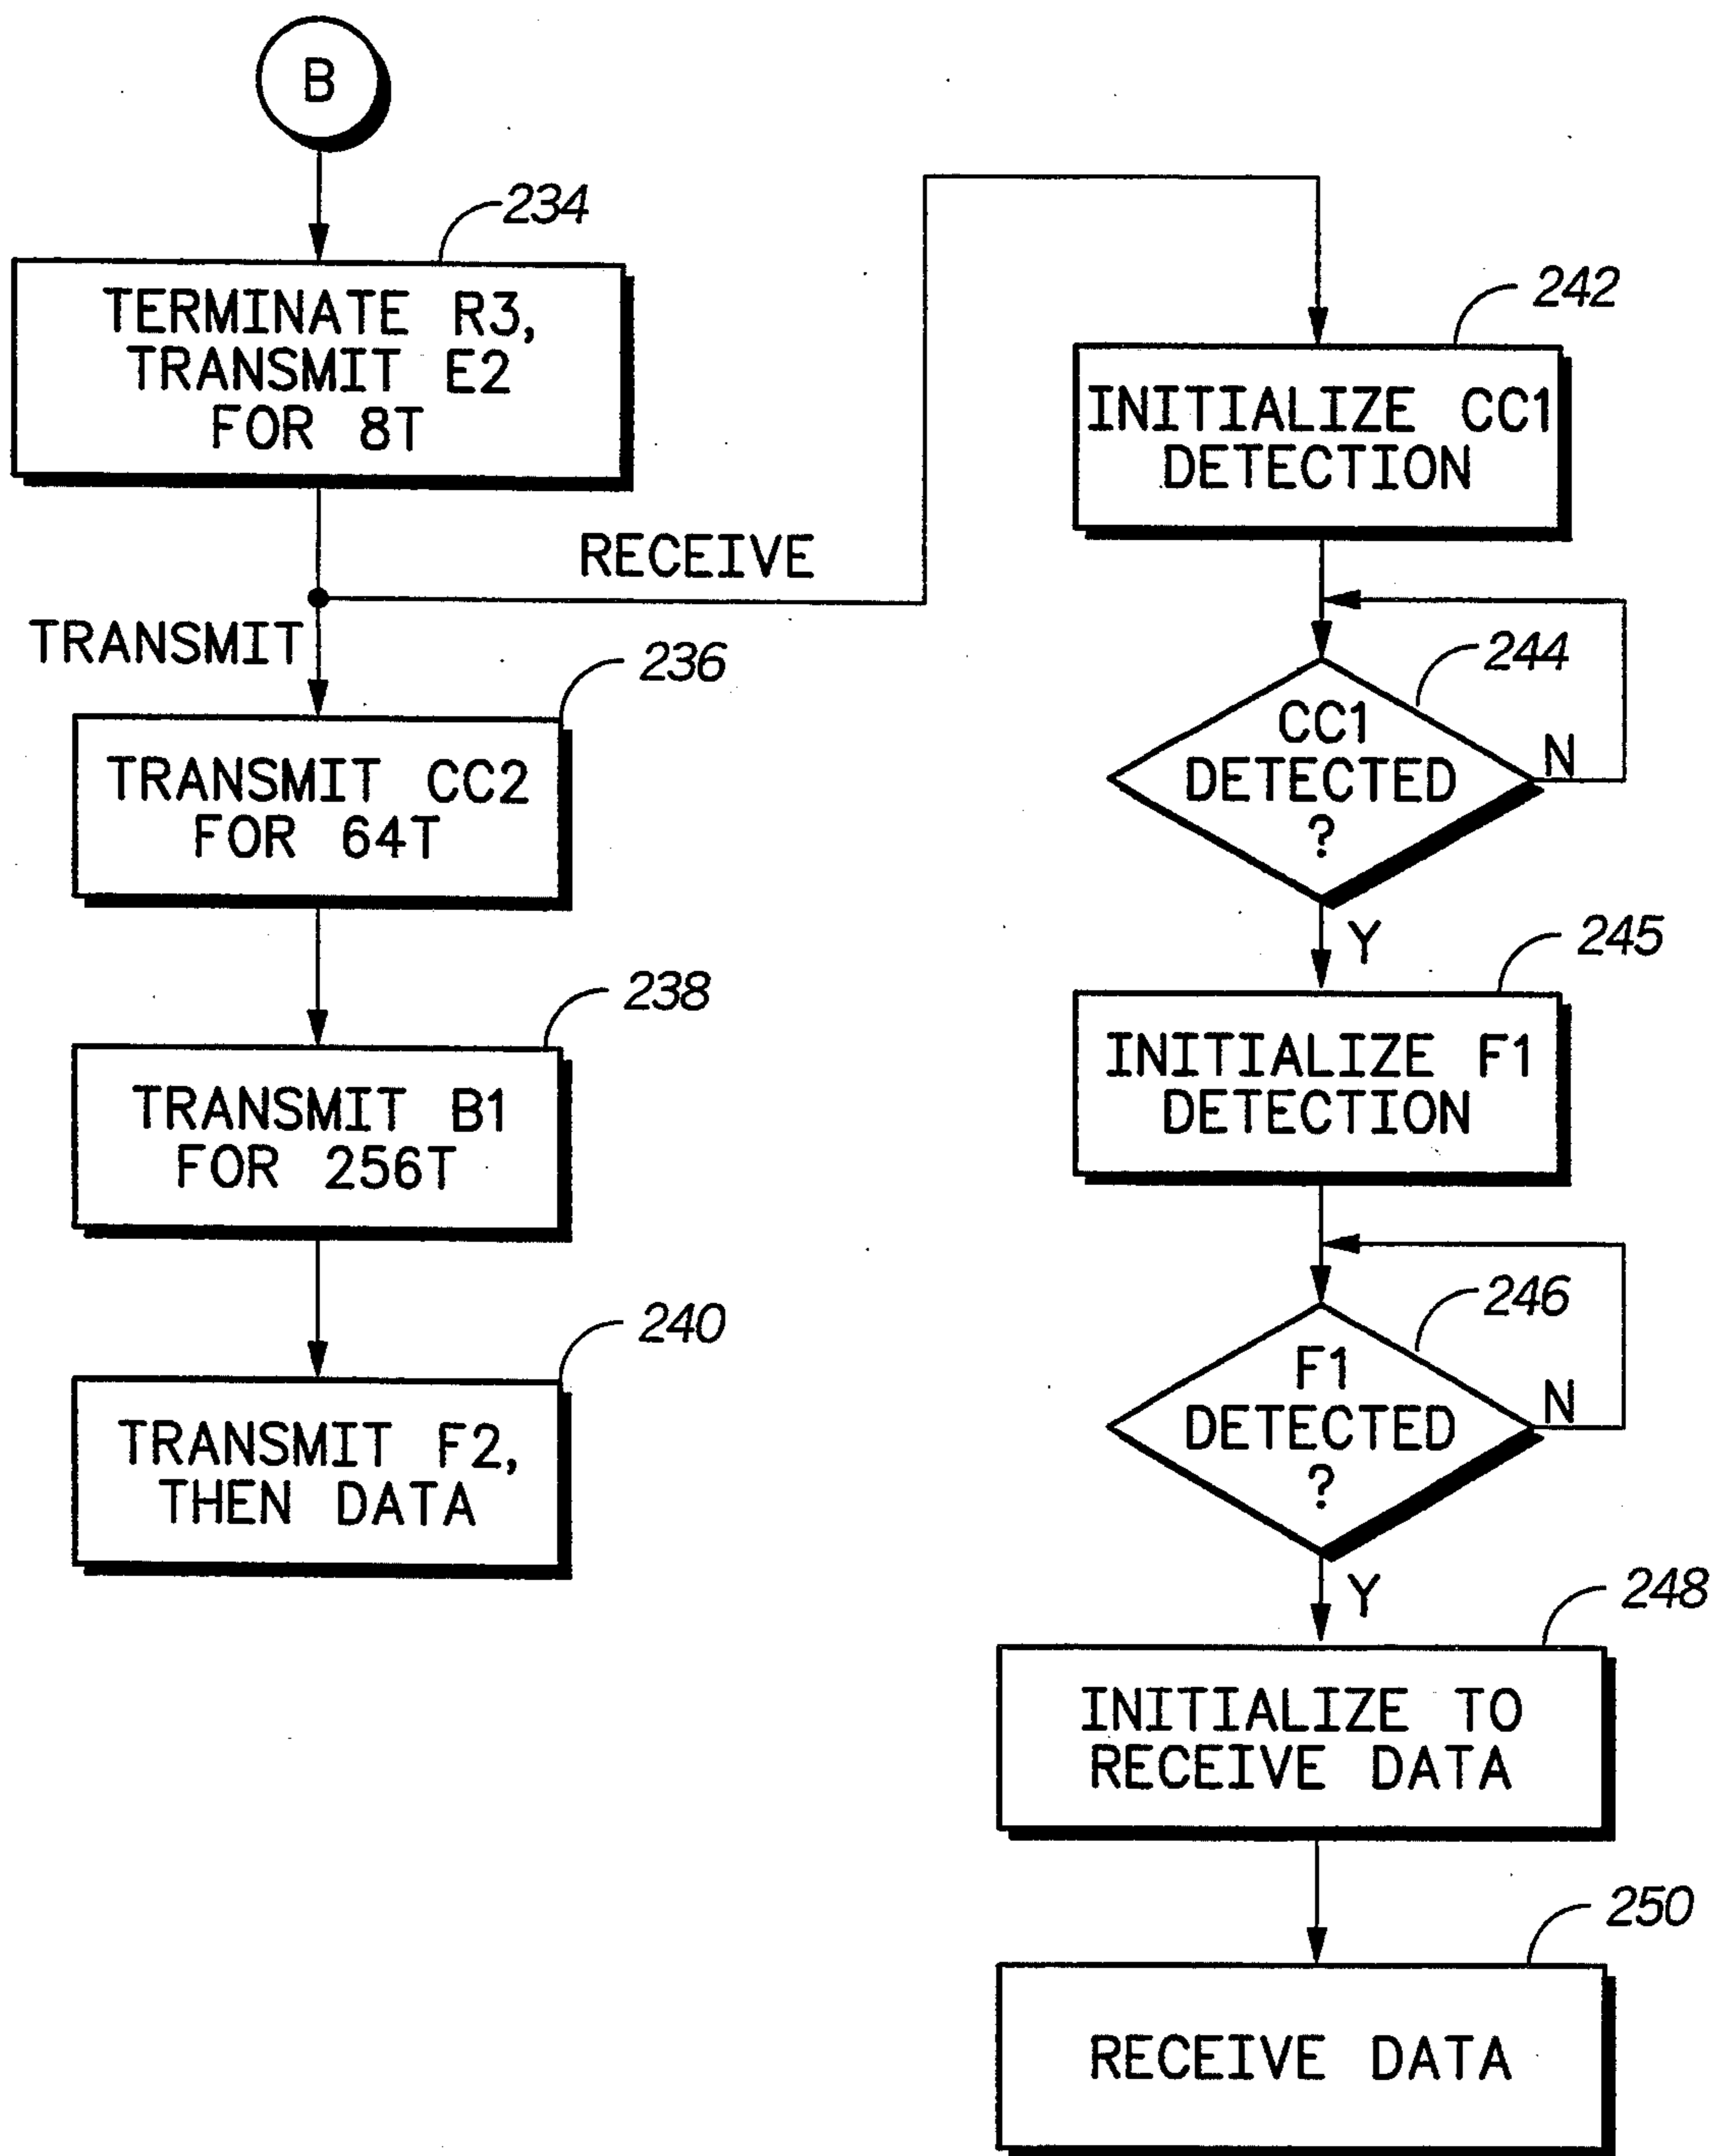 B
234
TERMINATE R3,
TRANSMIT E2
FOR 8T
RECEIVE
TRANSMIT
236
TRANSMIT CC2
FOR 64T
238
TRANSMIT B1
FOR 256T
240
TRANSMIT F2,
THEN DATA
242
INITIALIZE CC1
DETECTION
244
CC1
DETECTED
?
N
Y
245
INITIALIZE F1
DETECTION
246
F1
DETECTED
?
N
Y
248
INITIALIZE TO
RECEIVE DATA
250
RECEIVE DATA